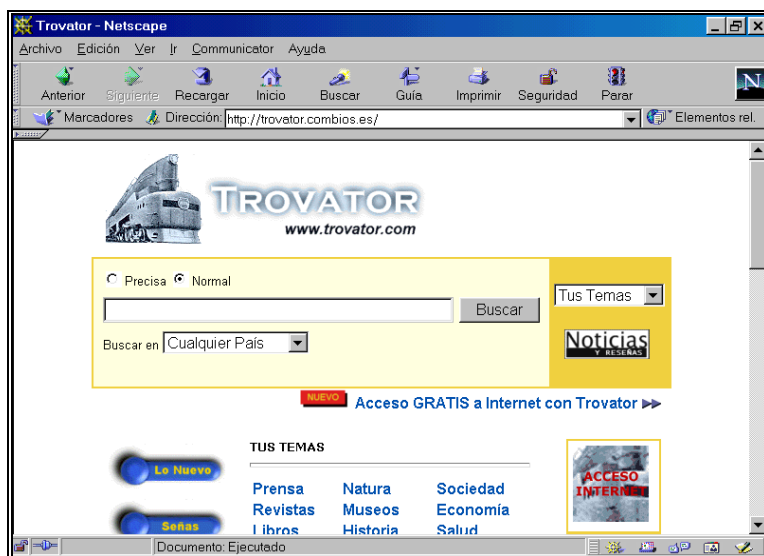 Trovator - Netscape
Archivo Edición Ver Ir Communicator Ayuda
Anterior Siguiente Recargar Inicio Buscar Guía Imprimir Seguridad Parar
N
Marcadores Dirección: http://trovator.combios.es/ Elementos rel.
TROVATOR
www.trovator.com
Precisa Normal
Buscar
Tus Temas
Buscar en Cualquier País
Noticias
Y RESEÑAS
NUEVO Acceso GRATIS a Internet con Trovator
TUS TEMAS
Lo Nuevo
Prensa Natura Sociedad
Revistas Museos Economía
Libros Historia Salud
Señas
ACCESO
INTERNET
Documento: Ejecutado